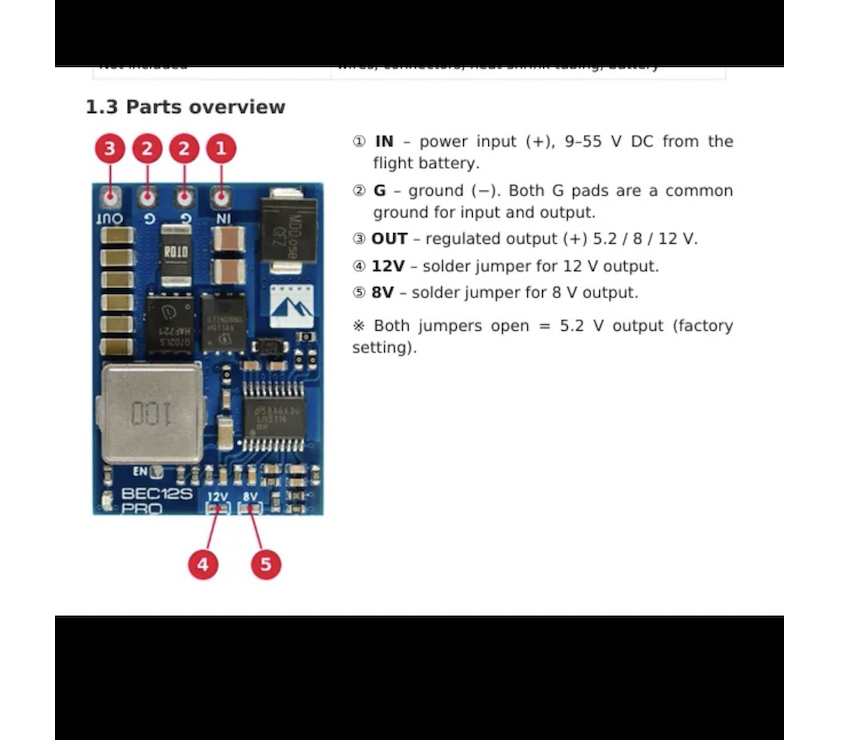 1.3 Parts overview
3 2 2 1
① IN – power input (+), 9–55 V DC from the
flight battery.
② G – ground (−). Both G pads are a common
ground for input and output.
③ OUT – regulated output (+) 5.2 / 8 / 12 V.
④ 12V – solder jumper for 12 V output.
⑤ 8V – solder jumper for 8 V output.
※ Both jumpers open = 5.2 V output (factory
setting).
OUT G G IN
R010
100
EN
BEC12S
PRO
12V 8V
4 5